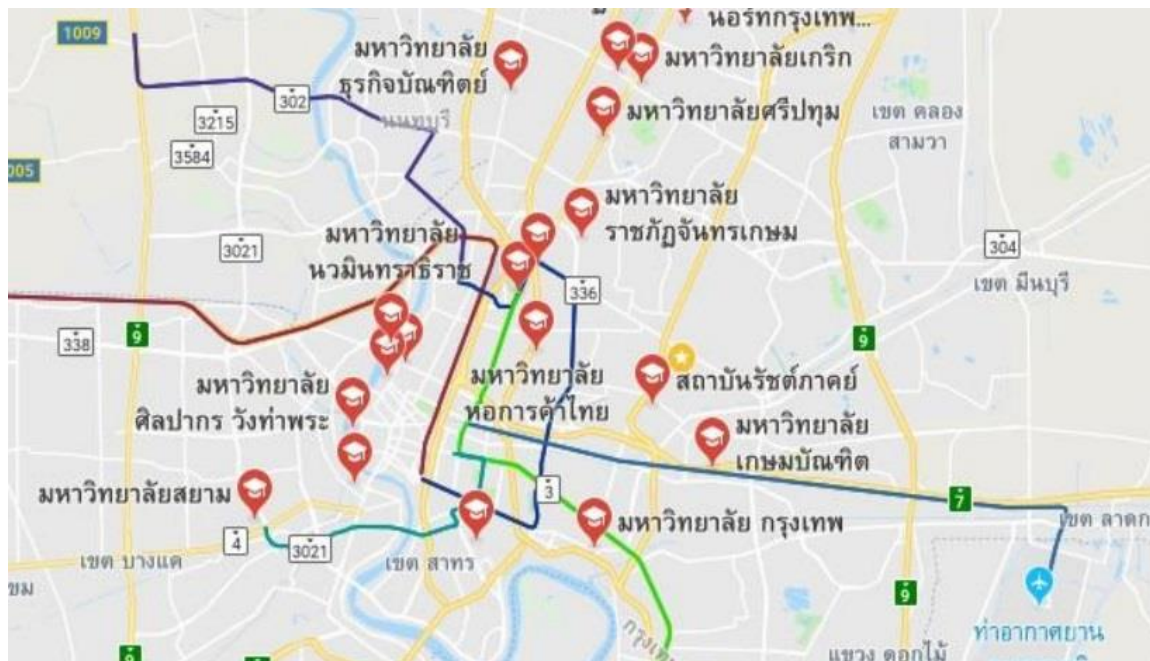 นอร์ทกรุงเทพ...
1009
มหาวิทยาลัย
ธุรกิจบัณฑิตย์
มหาวิทยาลัยเกริก
302
3215
นนทบุรี
มหาวิทยาลัยศรีปทุม
เขต คลอง
สามวา
3584
005
มหาวิทยาลัย
ราชภัฏจันทรเกษม
มหาวิทยาลัย
นวมินทราธิราช
3021
304
336
เขต มีนบุรี
338
9
9
มหาวิทยาลัย
หอการค้าไทย
สถาบันรัชต์ภาคย์
มหาวิทยาลัย
ศิลปากร วังท่าพระ
มหาวิทยาลัย
เกษมบัณฑิต
มหาวิทยาลัยสยาม
3
7
มหาวิทยาลัย กรุงเทพ
เขต ลาดก
4
3021
เขต บางแค
เขต สาทร
9
ท่าอากาศยาน
แขวง ดอกไม้
9